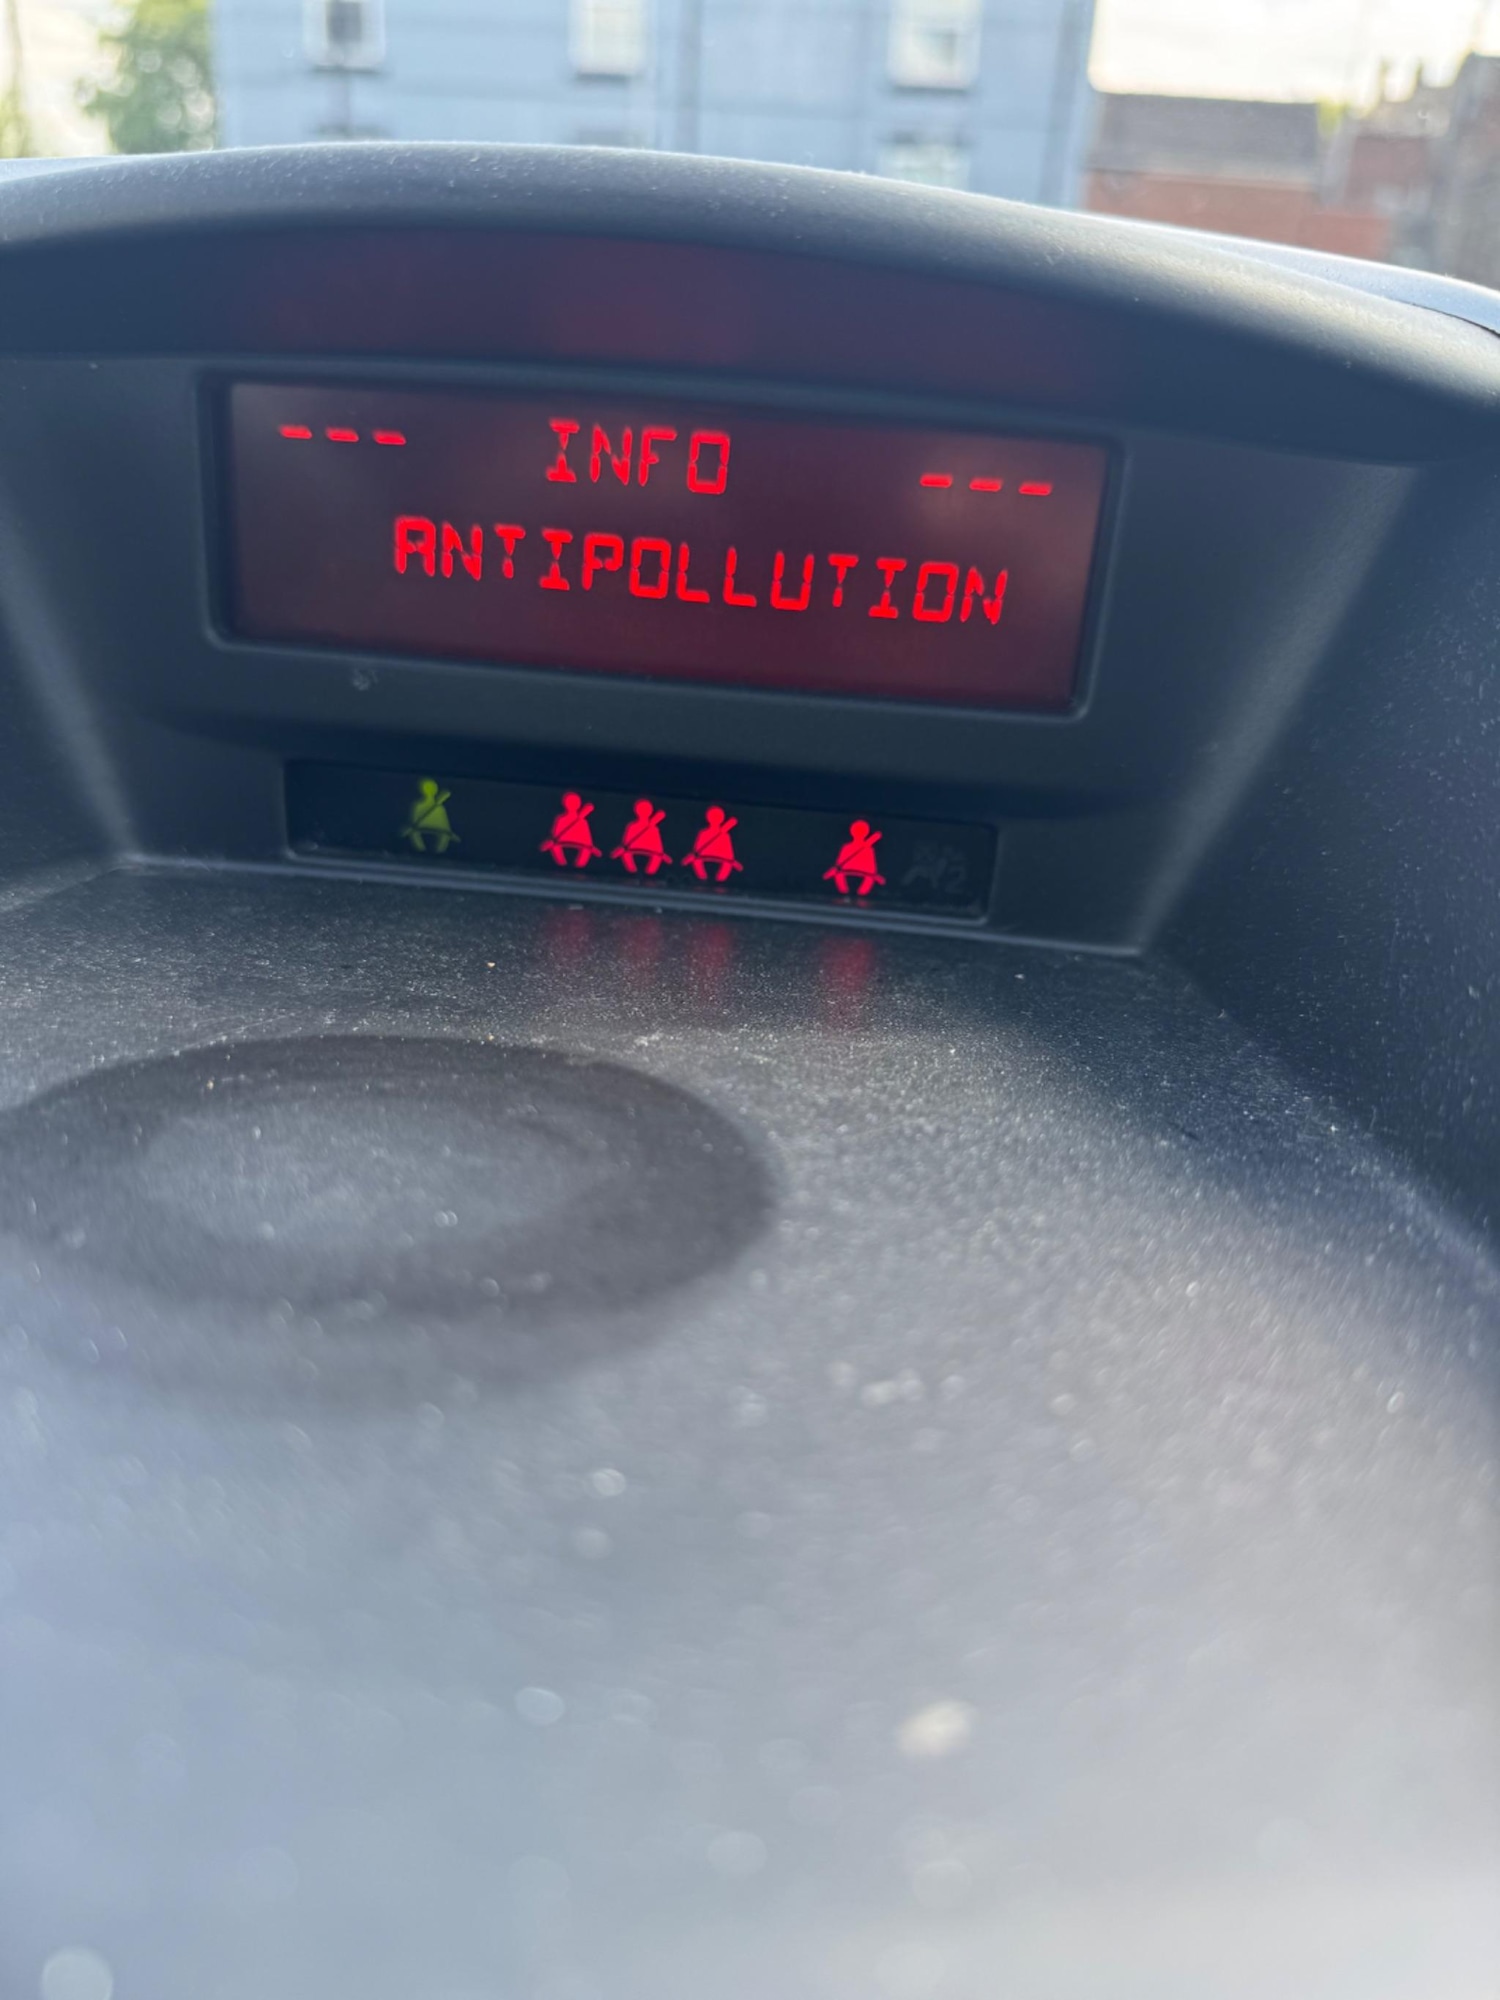 --- INFO ---
ANTIPOLLUTION